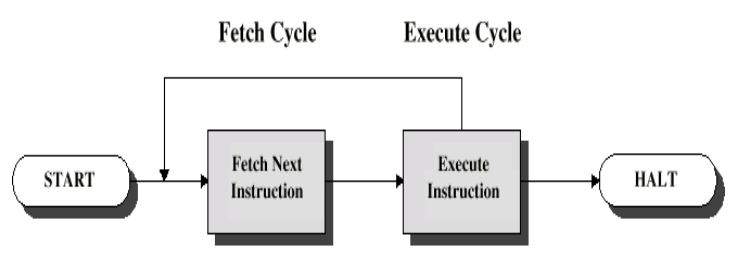 Fetch Cycle
Execute Cycle
START
Fetch Next
Instruction
Execute
Instruction
HALT